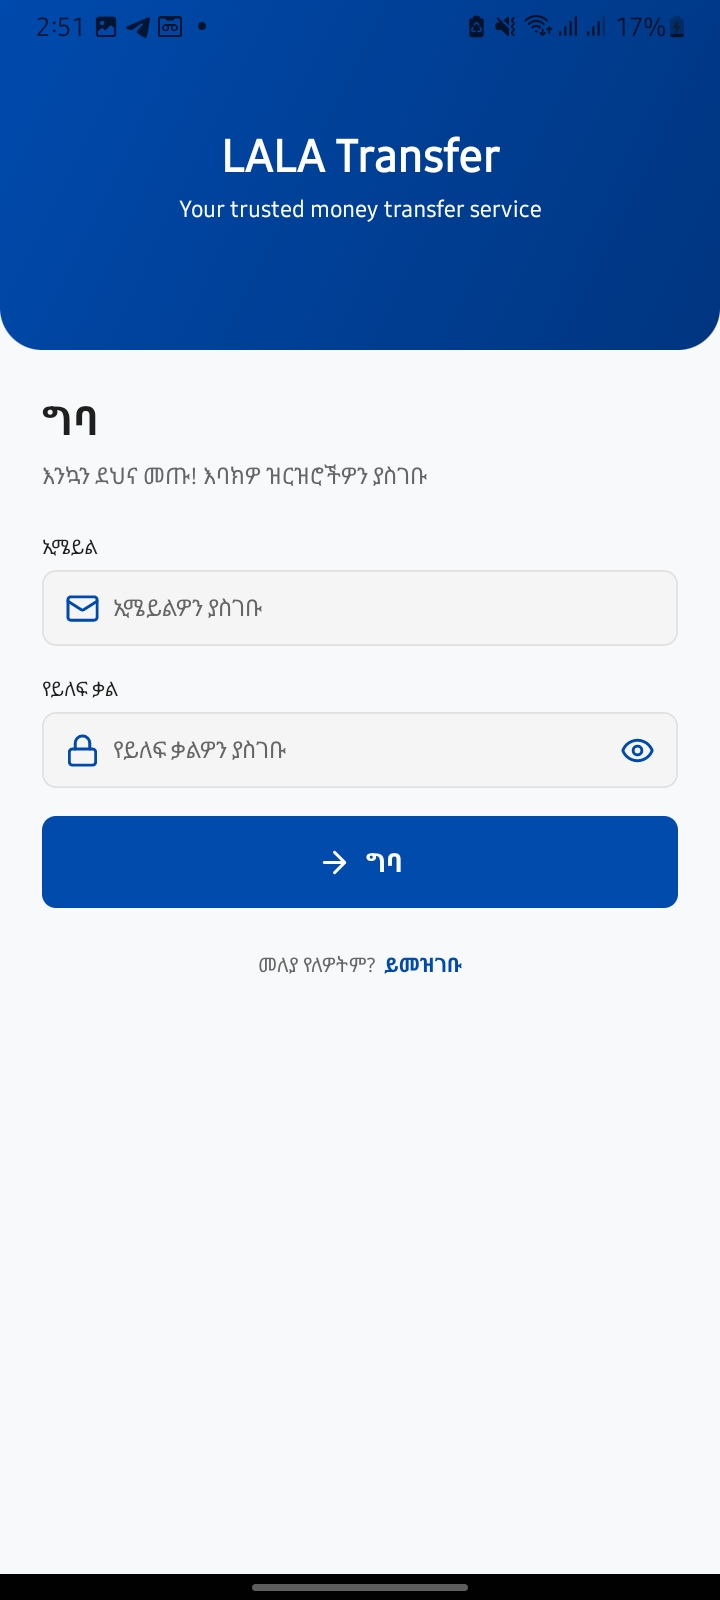 2:51
17%
LALA Transfer
Your trusted money transfer service
ግባ
እንኳን ደህና መጡ! እባክዎ ዝርዝሮችዎን ያስገቡ
ኢሜይል
ኢሜይልዎን ያስገቡ
የይለፍ ቃል
የይለፍ ቃልዎን ያስገቡ
ግባ
መለያ የለዎትም? ይመዝገቡ